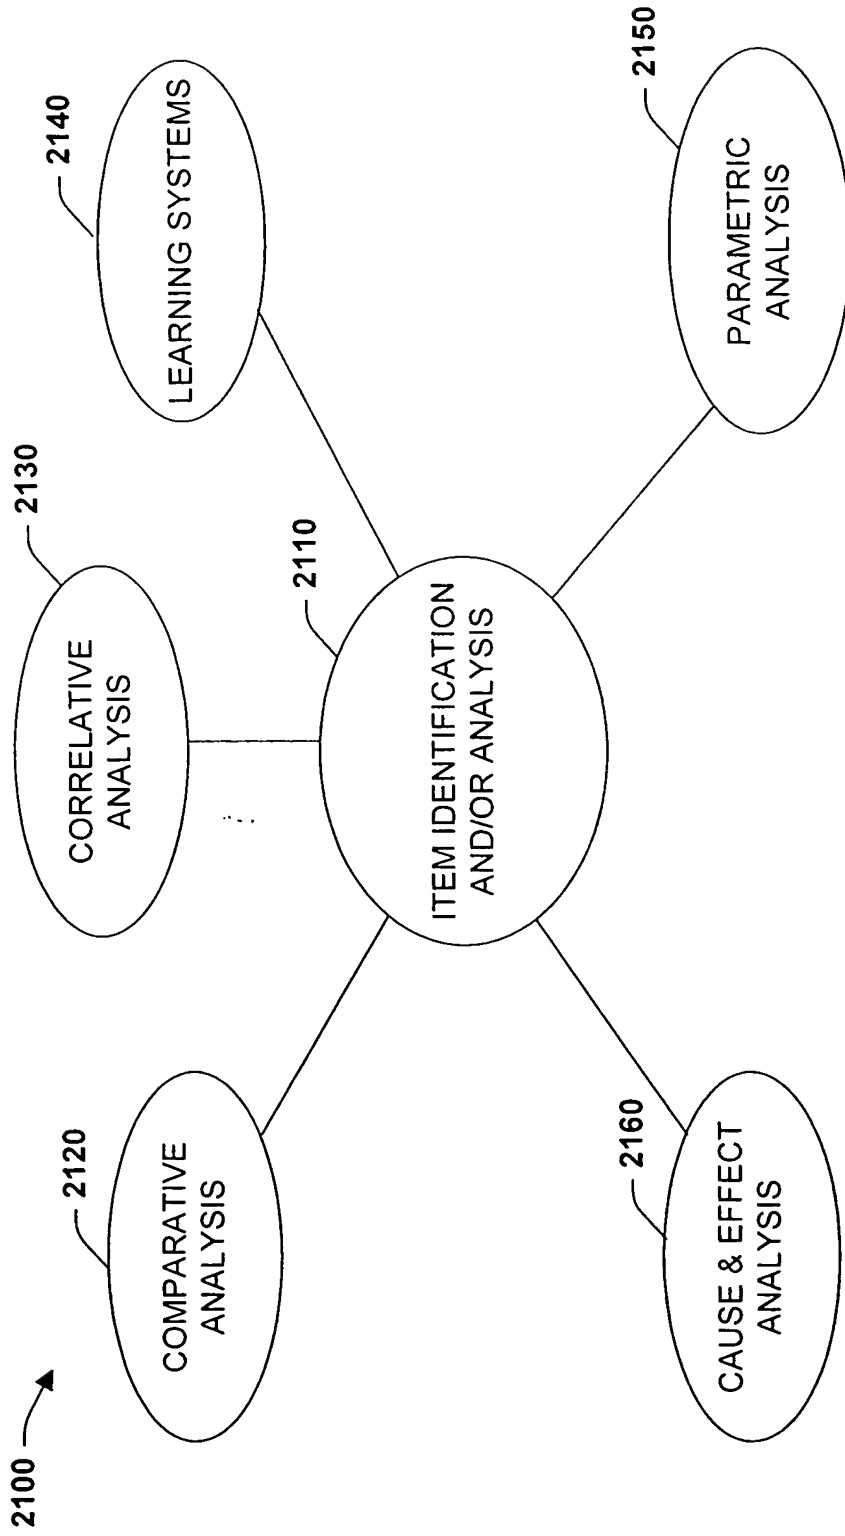 2100
2120
COMPARATIVE
ANALYSIS
2130
CORRELATIVE
ANALYSIS
2140
LEARNING SYSTEMS
2110
ITEM IDENTIFICATION
AND/OR ANALYSIS
2160
CAUSE & EFFECT
ANALYSIS
2150
PARAMETRIC
ANALYSIS